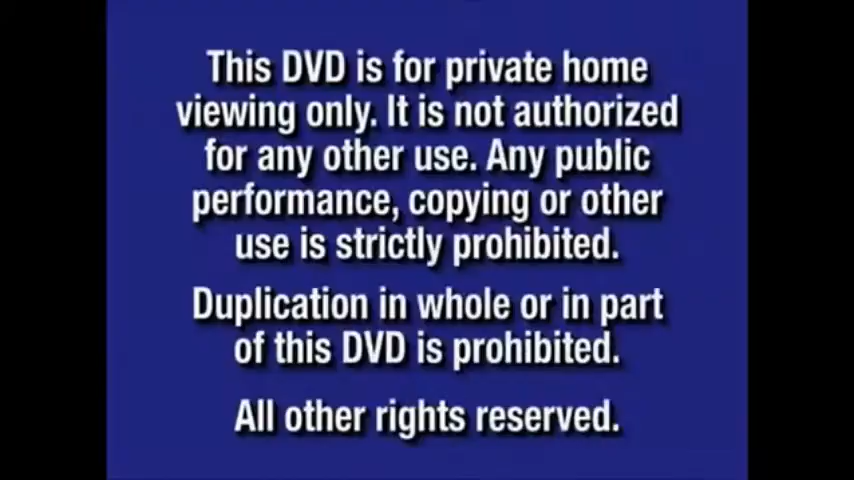 This DVD is for private home
viewing only. It is not authorized
for any other use. Any public
performance, copying or other
use is strictly prohibited.
Duplication in whole or in part
of this DVD is prohibited.
All other rights reserved.